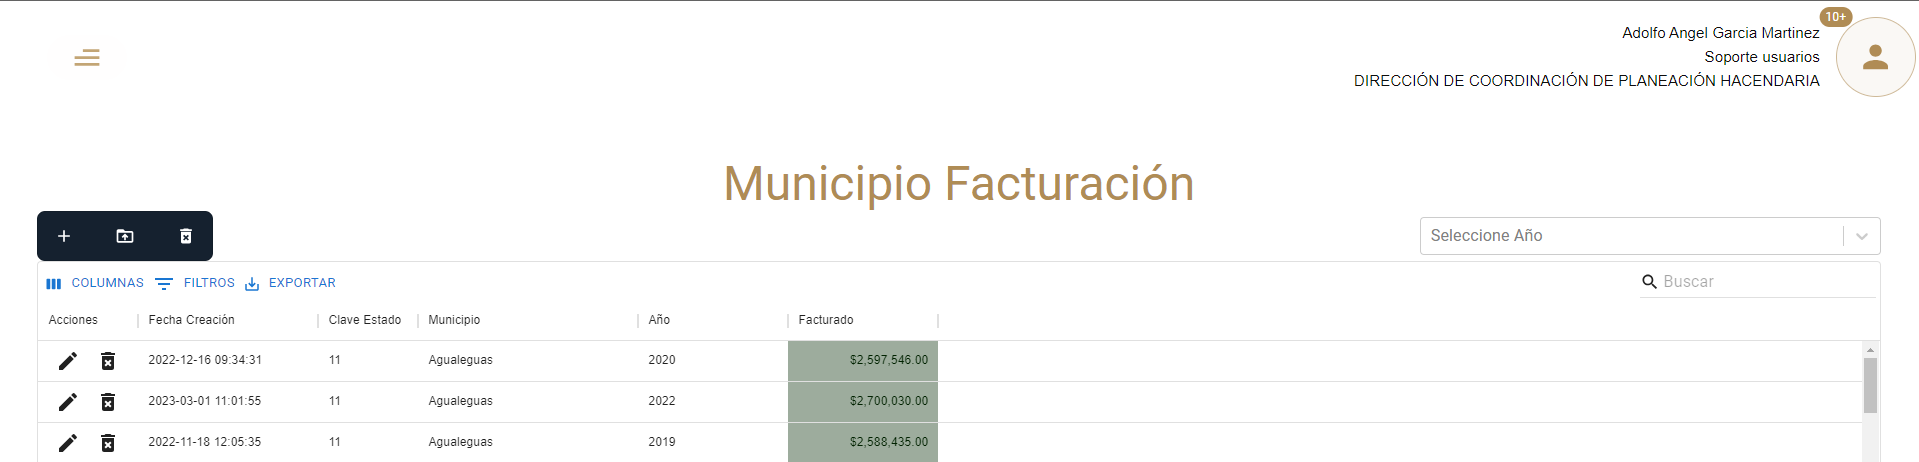 10+
Adolfo Angel Garcia Martinez
Soporte usuarios
DIRECCIÓN DE COORDINACIÓN DE PLANEACIÓN HACENDARIA
Municipio Facturación
Seleccione Año
COLUMNAS FILTROS EXPORTAR Buscar
Acciones Fecha Creación Clave Estado Municipio Año Facturado
2022-12-16 09:34:31 11 Agualeguas 2020 $2,597,546.00
2023-03-01 11:01:55 11 Agualeguas 2022 $2,700,030.00
2022-11-18 12:05:35 11 Agualeguas 2019 $2,588,435.00